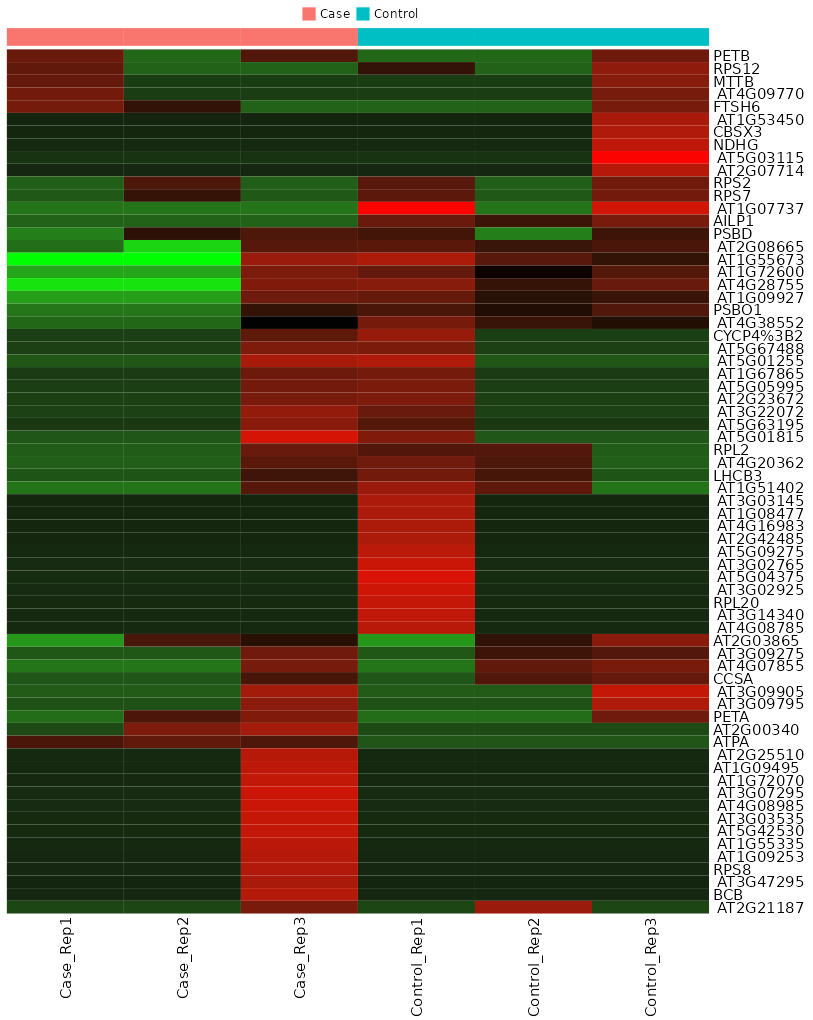 Case Control
PETB
RPS12
MTTB
AT4G09770
FTSH6
AT1G53450
CBSX3
NDHG
AT5G03115
AT2G07714
RPS2
RPS7
AT1G07737
AILP1
PSBD
AT2G08665
AT1G55673
AT1G72600
AT4G28755
AT1G09927
PSBO1
AT4G38552
CYCP4%3B2
AT5G67488
AT5G01255
AT1G67865
AT5G05995
AT2G23672
AT3G22072
AT5G63195
AT5G01815
RPL2
AT4G20362
LHCB3
AT1G51402
AT3G03145
AT1G08477
AT4G16983
AT2G42485
AT5G09275
AT3G02765
AT5G04375
AT3G02925
RPL20
AT3G14340
AT4G08785
AT2G03865
AT3G09275
AT4G07855
CCSA
AT3G09905
AT3G09795
PETA
AT2G00340
ATPA
AT2G25510
AT1G09495
AT1G72070
AT3G07295
AT4G08985
AT3G03535
AT5G42530
AT1G55335
AT1G09253
RPS8
AT3G47295
BCB
AT2G21187
Case_Rep1
Case_Rep2
Case_Rep3
Control_Rep1
Control_Rep2
Control_Rep3